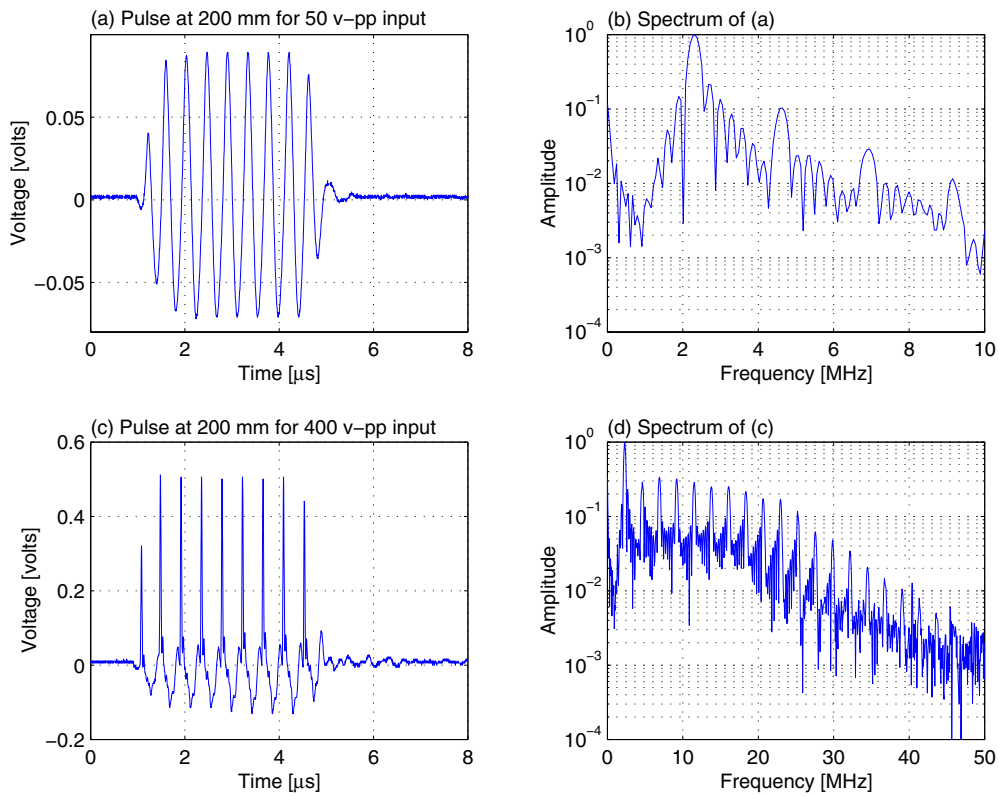 (a) Pulse at 200 mm for 50 v−pp input
Voltage [volts]
0.05
0
−0.05
0 2 4 6 8
Time [μs]
(b) Spectrum of (a)
Amplitude
10^0
10^−1
10^−2
10^−3
10^−4
0 2 4 6 8 10
Frequency [MHz]
(c) Pulse at 200 mm for 400 v−pp input
Voltage [volts]
0.6
0.4
0.2
0
−0.2
0 2 4 6 8
Time [μs]
(d) Spectrum of (c)
Amplitude
10^0
10^−1
10^−2
10^−3
10^−4
0 10 20 30 40 50
Frequency [MHz]